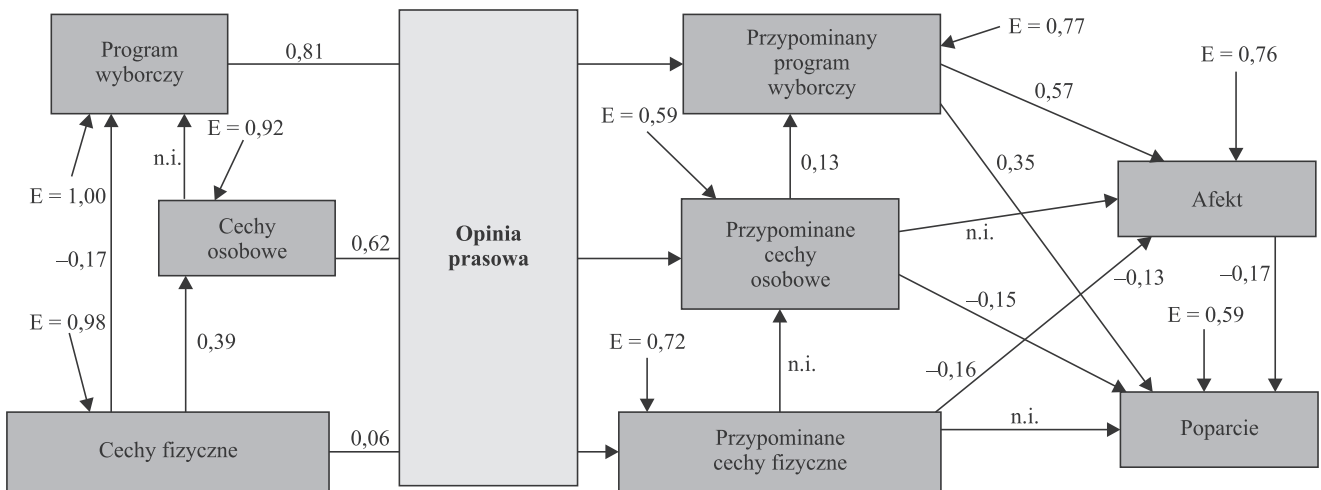 Program
wyborczy
0,81
Przypominany
program
wyborczy
E = 0,77
E = 0,76
0,57
E = 0,92
n.i.
E = 0,59
0,13
0,35
E = 1,00
Cechy
osobowe
0,62
Opinia
prasowa
Przypominane
cechy
osobowe
n.i.
Afekt
–0,17
–0,13
–0,17
–0,15
E = 0,98
0,39
E = 0,72
n.i.
–0,16
E = 0,59
Cechy fizyczne
0,06
Przypominane
cechy fizyczne
n.i.
Poparcie